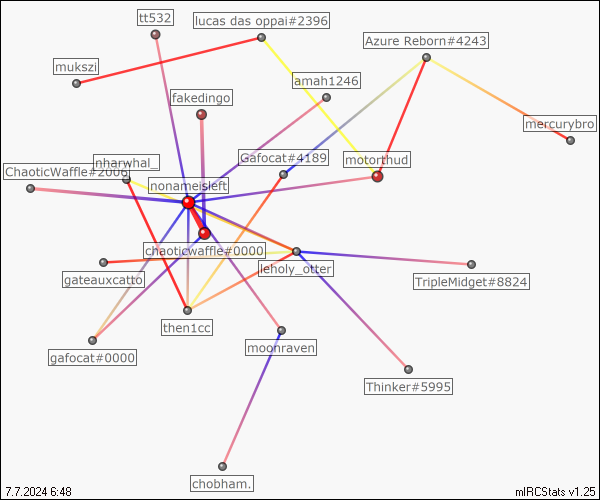 tt532
lucas das oppai#2396
Azure Reborn#4243
mukszi
amah1246
fakedingo
mercurybro
Gafocat#4189
motorthud
nharwhal_
ChaoticWaffle#2006
nonameisleft
chaoticwaffle#0000
leholy_otter
gateauxcatto
TripleMidget#8824
then1cc
moonraven
gafocat#0000
Thinker#5995
chobham.
7.7.2024 6:48
mIRCStats v1.25